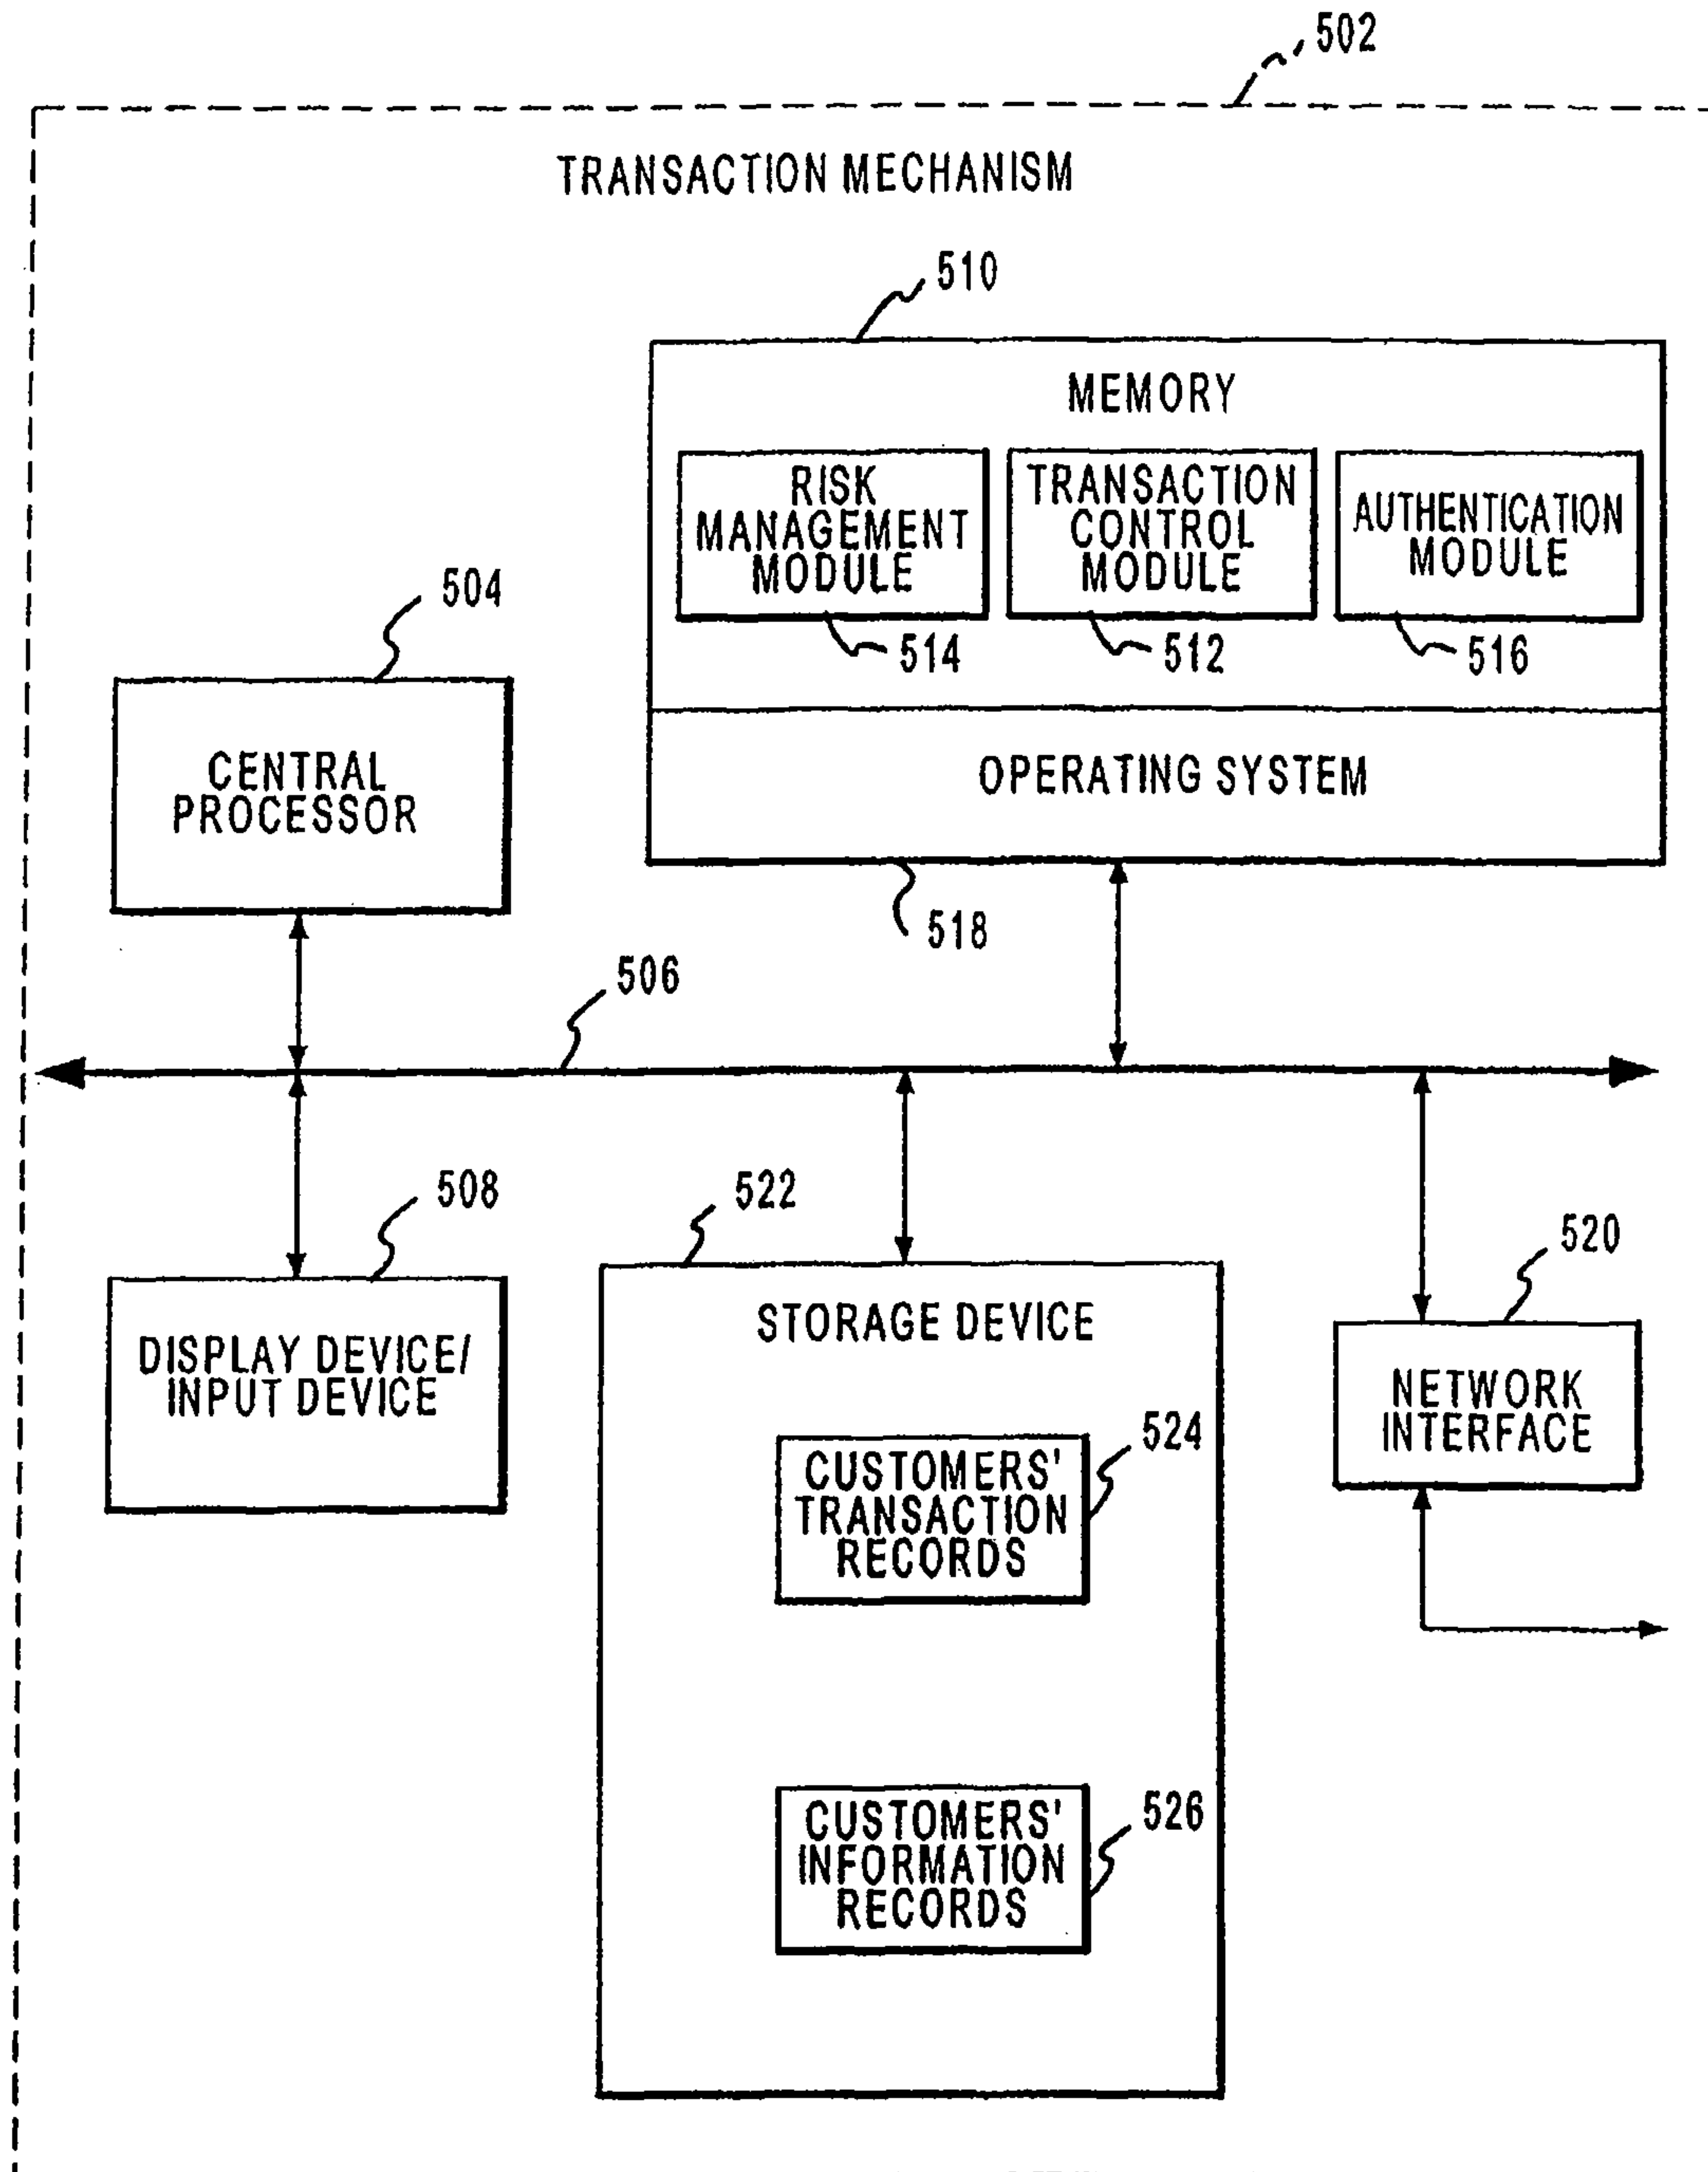 502
TRANSACTION MECHANISM
510
MEMORY
RISK
MANAGEMENT
MODULE
TRANSACTION
CONTROL
MODULE
AUTHENTICATION
MODULE
514
512
516
504
CENTRAL
PROCESSOR
OPERATING SYSTEM
518
506
508
DISPLAY DEVICE/
INPUT DEVICE
522
STORAGE DEVICE
CUSTOMERS'
TRANSACTION
RECORDS
524
CUSTOMERS'
INFORMATION
RECORDS
526
520
NETWORK
INTERFACE